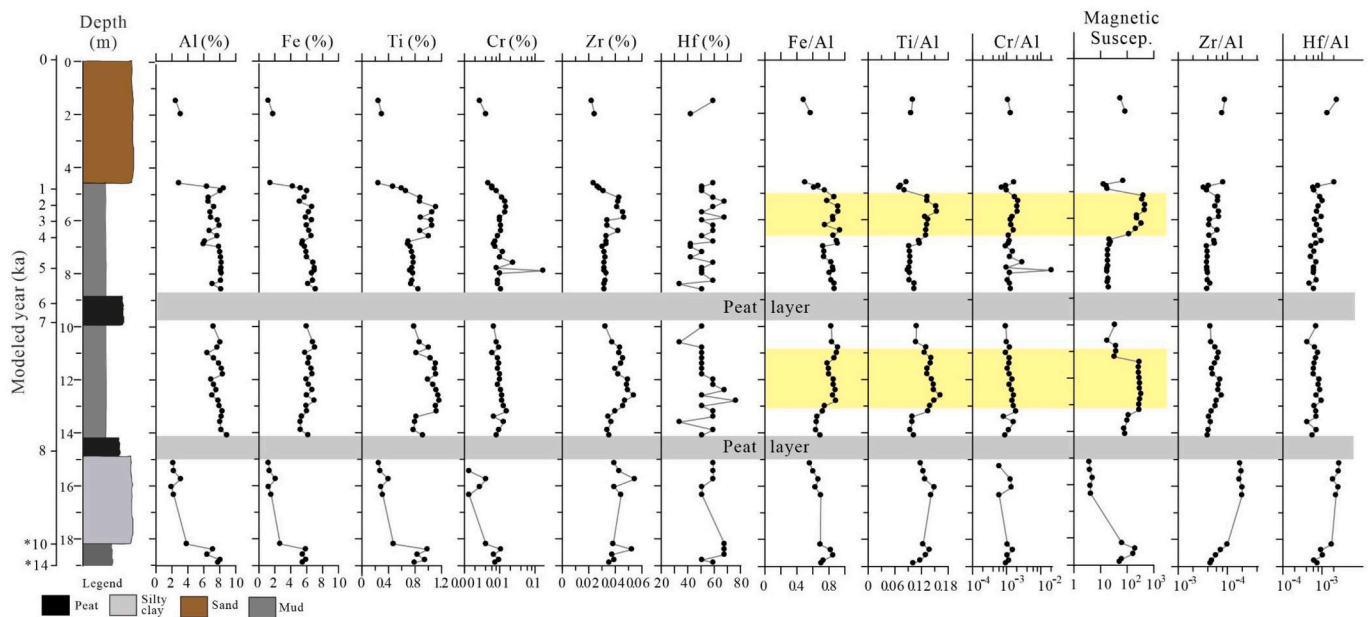 Depth
(m)
Al (%)
Fe (%)
Ti (%)
Cr (%)
Zr (%)
Hf (%)
Fe/Al
Ti/Al
Cr/Al
Magnetic
Suscep.
Zr/Al
Hf/Al
0
0
2
4
1
2
3
6
4
5
8
6
7
10
12
14
8
16
18
*10
*14
Modeled year (ka)
Peat layer
Peat layer
0 2 4 6 8 10
0 2 4 6 8 10
0 0.4 0.8 1.2
0.0001 0.001 0.1
0.002 0.004 0.006
0 20 40 60 80
0 0.4 0.8
0 0.06 0.12 0.18
10-4 10-3 10-2
1 10 102 103
10-3 10-4
10-4 10-3
Legend
Peat
Silty
clay
Sand
Mud